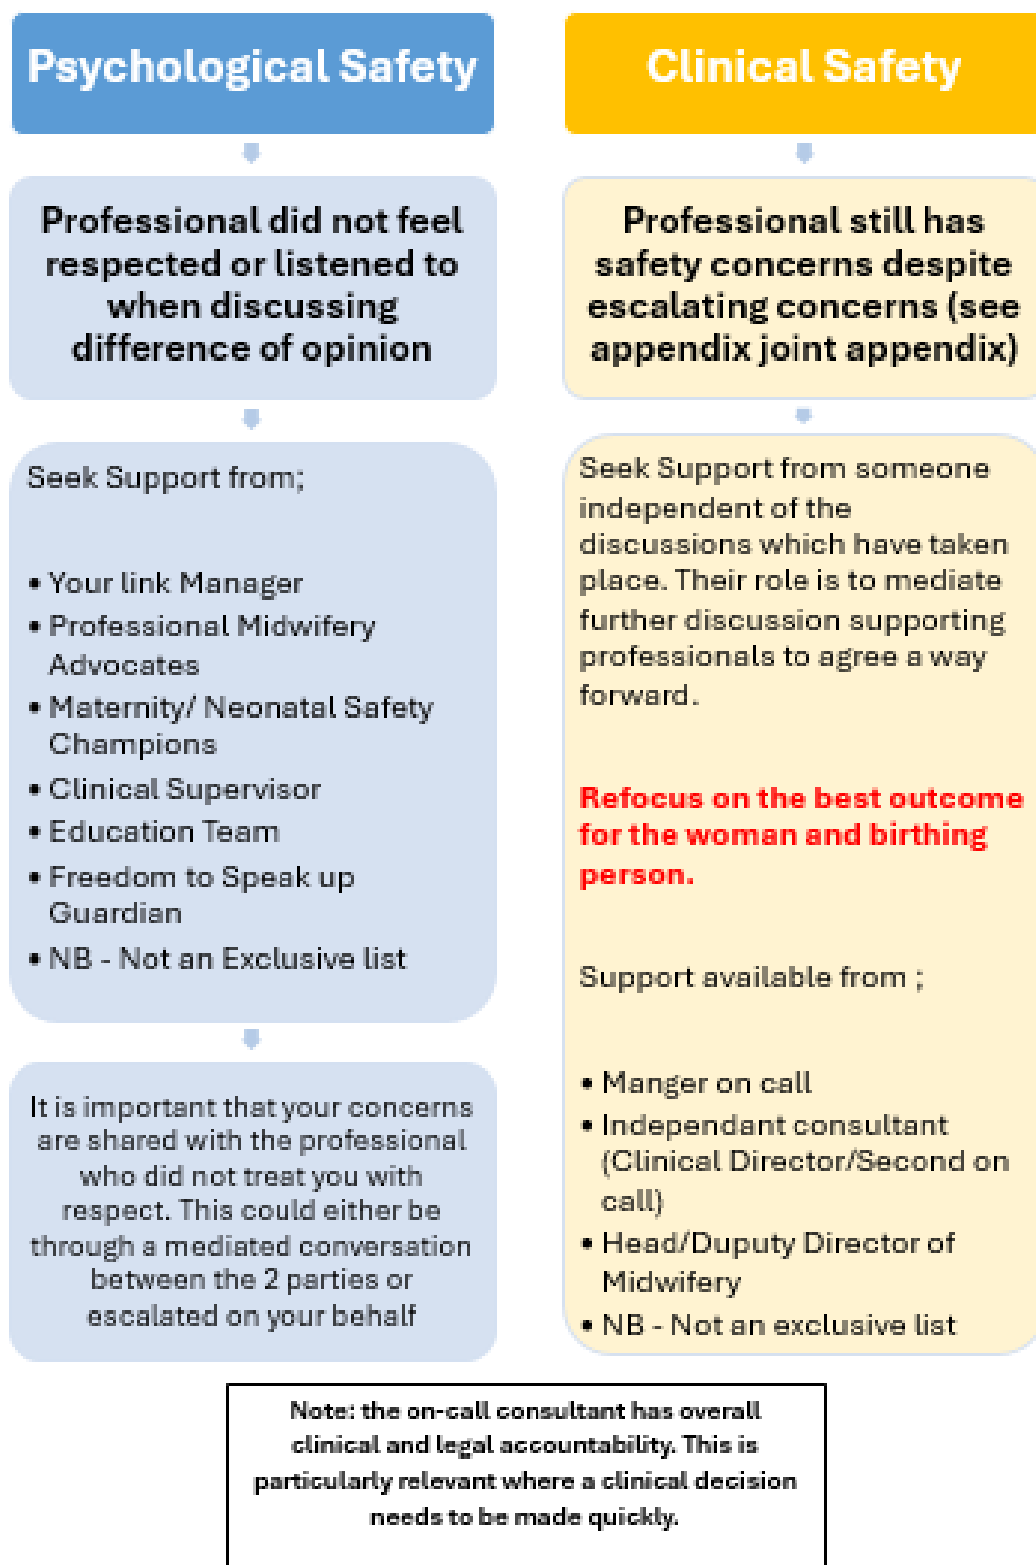 Psychological Safety
Professional did not feel
respected or listened to
when discussing
difference of opinion
Seek Support from;
• Your link Manager
• Professional Midwifery
Advocates
• Maternity/ Neonatal Safety
Champions
• Clinical Supervisor
• Education Team
• Freedom to Speak up
Guardian
• NB - Not an Exclusive list
It is important that your concerns
are shared with the professional
who did not treat you with
respect. This could either be
through a mediated conversation
between the 2 parties or
escalated on your behalf
Clinical Safety
Professional still has
safety concerns despite
escalating concerns (see
appendix joint appendix)
Seek Support from someone
independent of the
discussions which have taken
place. Their role is to mediate
further discussion supporting
professionals to agree a way
forward.
Refocus on the best outcome
for the woman and birthing
person.
Support available from ;
• Manger on call
• Independant consultant
(Clinical Director/Second on
call)
• Head/Duputy Director of
Midwifery
• NB - Not an exclusive list
Note: the on-call consultant has overall
clinical and legal accountability. This is
particularly relevant where a clinical decision
needs to be made quickly.